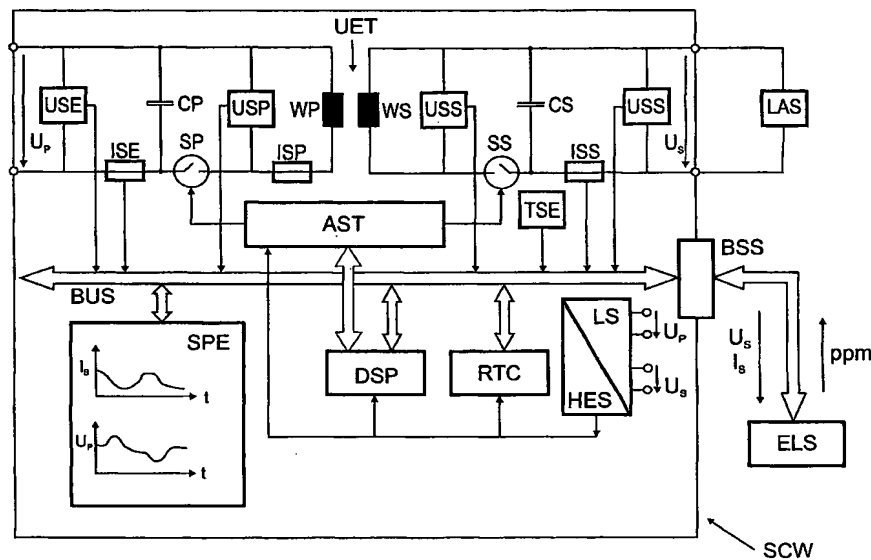 UET
USE
CP
USP
WP
WS
USS
CS
USS
LAS
U_P
ISE
SP
ISP
SS
ISS
U_S
AST
TSE
BSS
BUS
SPE
I_S
t
U_P
t
DSP
RTC
LS
HES
U_P
U_S
U_S
I_S
ppm
ELS
SCW